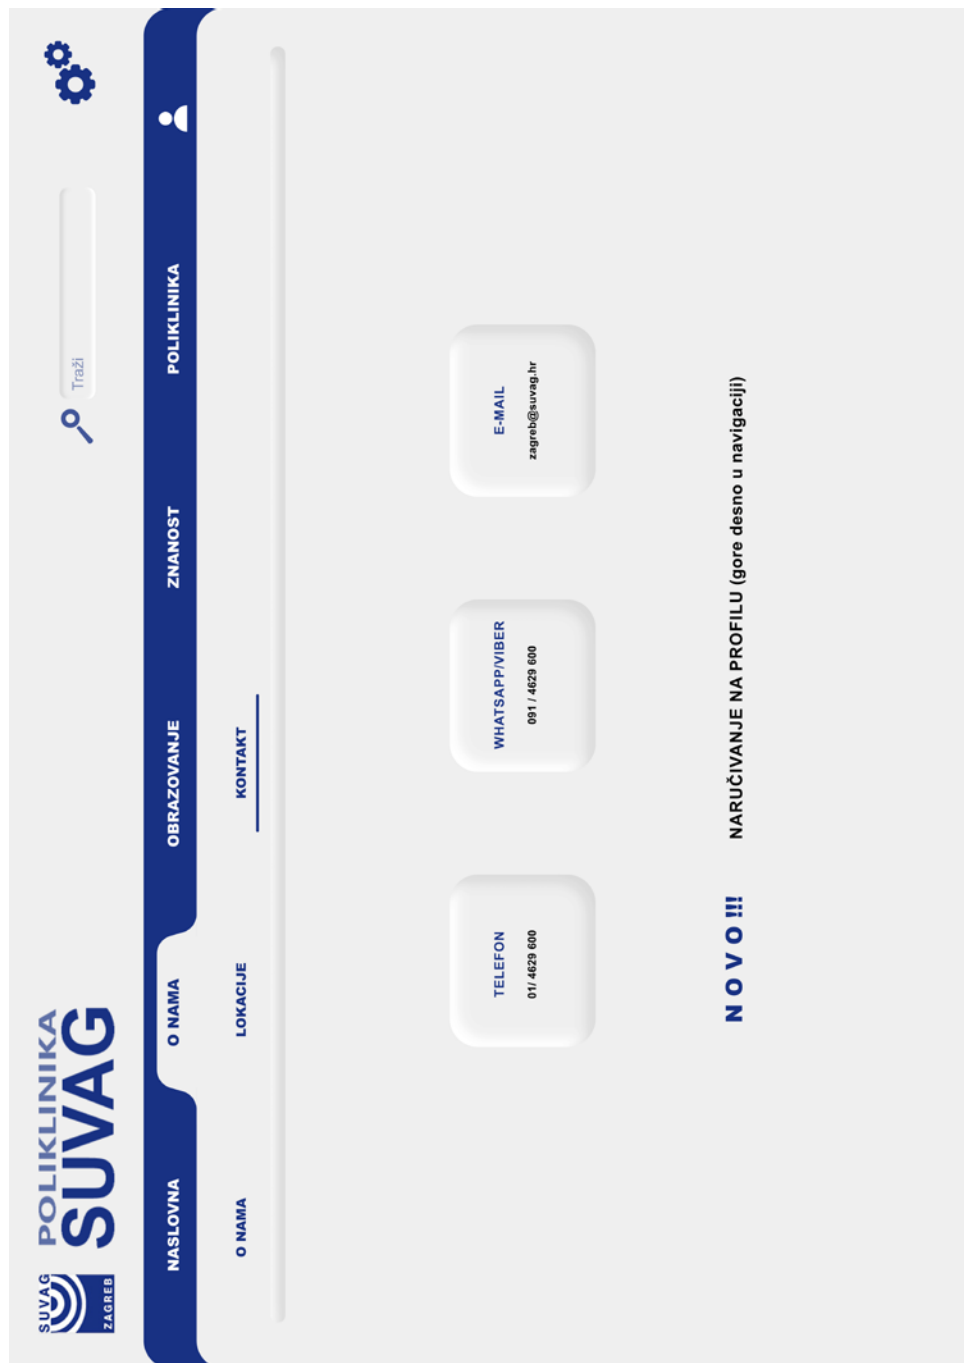 SUVAG
ZAGREB
POLIKLINIKA
SUVAG
Traži
NASLOVNA
O NAMA
OBRAZOVANJE
ZNANOST
POLIKLINIKA
O NAMA
LOKACIJE
KONTAKT
TELEFON
01/ 4629 600
WHATSAPP/VIBER
091 / 4629 600
E-MAIL
zagreb@suvag.hr
N O V O !!! NARUČIVANJE NA PROFILU (gore desno u navigaciji)